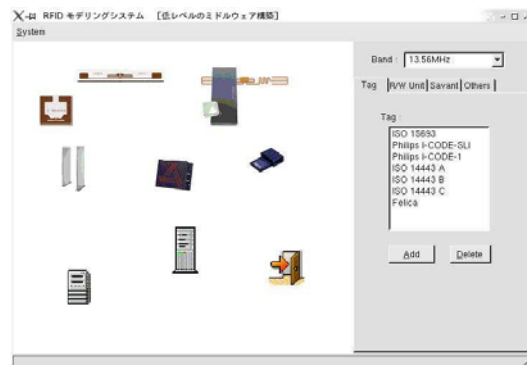 RFID モデリングシステム [低レベルのミドルウェア構築]
System
Band : 13.56MHz
Tag R/W Unit Savant Others
Tag :
ISO 15693
Philips I-CODE-SLI
Philips I-CODE-1
ISO 14443 A
ISO 14443 B
ISO 14443 C
Felica
Add Delete